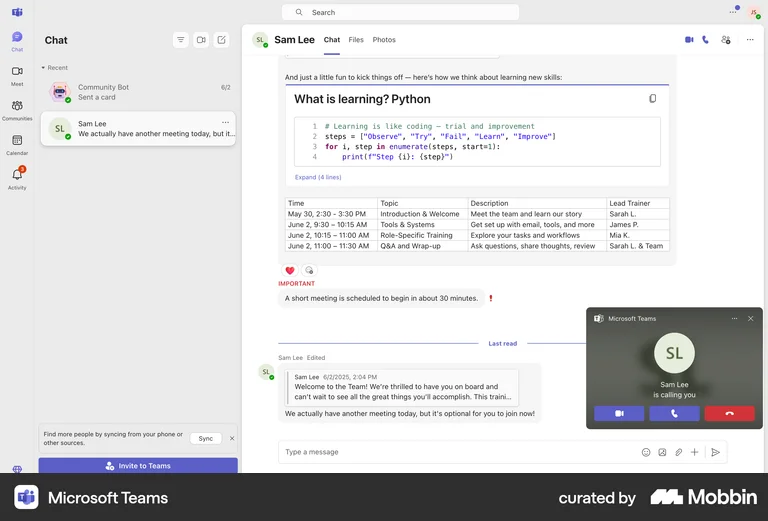 Search
JS
Chat
Meet
Communities
Calendar
3
Activity
Chat
Recent
Community Bot
6/2
Sent a card
SL
Sam Lee
We actually have another meeting today, but it...
Find more people by syncing from your phone or
other sources.
Sync
Invite to Teams
SL
Sam Lee
Chat
Files
Photos
And just a little fun to kick things off — here's how we think about learning new skills:
What is learning? Python
1 # Learning is like coding — trial and improvement
2 steps = ["Observe", "Try", "Fail", "Learn", "Improve"]
3 for i, step in enumerate(steps, start=1):
4 print(f"Step {i}: {step}")
Expand (4 lines)
Time Topic Description Lead Trainer
May 30, 2:30 - 3:30 PM Introduction & Welcome Meet the team and learn our story Sarah L.
June 2, 9:30 – 10:15 AM Tools & Systems Get set up with email, tools, and more James P.
June 2, 10:15 – 11:00 AM Role-Specific Training Explore your tasks and workflows Mia K.
June 2, 11:00 – 11:30 AM Q&A and Wrap-up Ask questions, share thoughts, review Sarah L. & Team
IMPORTANT
A short meeting is scheduled to begin in about 30 minutes.
Last read
Sam Lee Edited
SL
Sam Lee 6/2/2025, 2:04 PM
Welcome to the Team! We're thrilled to have you on board and
can't wait to see all the great things you'll accomplish. This traini...
We actually have another meeting today, but it's optional for you to join now!
Type a message
Microsoft Teams
SL
Sam Lee
is calling you
Microsoft Teams
curated by
Mobbin